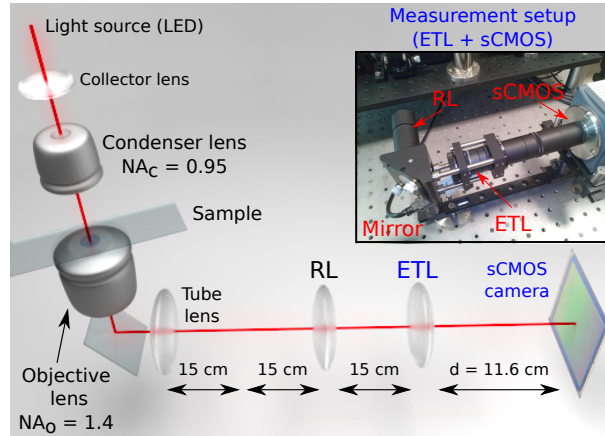 Light source (LED)
Collector lens
Condenser lens
NAC = 0.95
Sample
Measurement setup
(ETL + sCMOS)
RL
sCMOS
Mirror
ETL
Tube
lens
RL
ETL
sCMOS
camera
15 cm
15 cm
15 cm
d = 11.6 cm
Objective
lens
NAO = 1.4